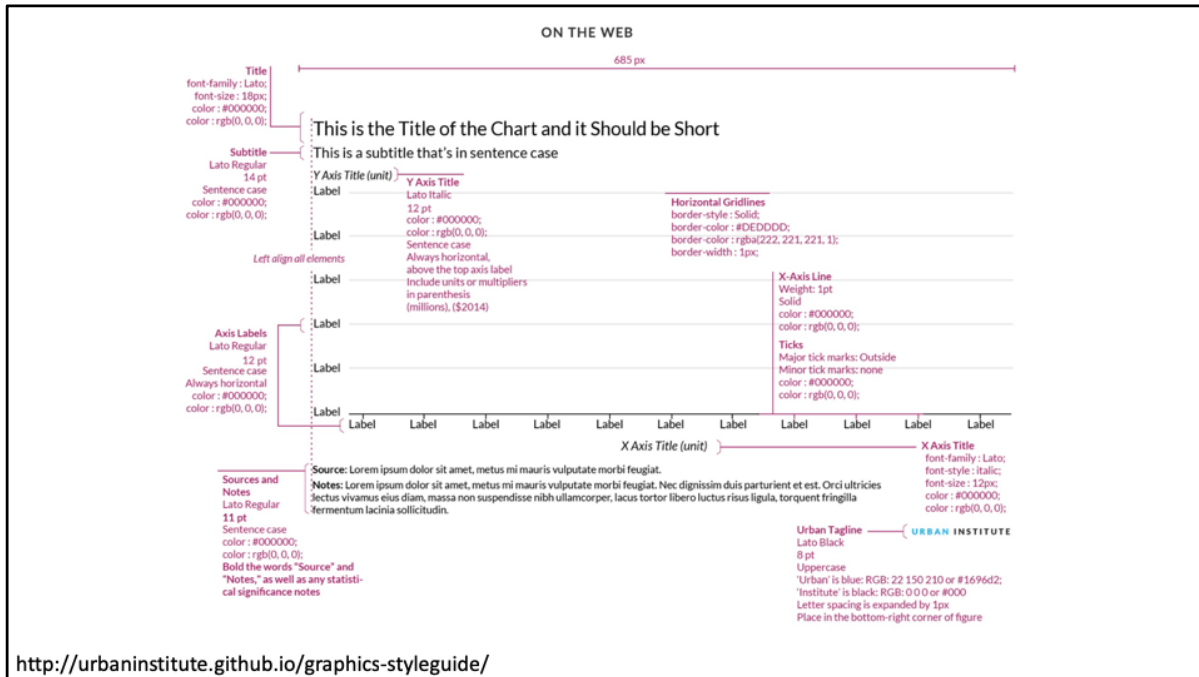 ON THE WEB
685 px
Title
font-family : Lato;
font-size : 18px;
color : #000000;
color : rgb(0, 0, 0);
This is the Title of the Chart and it Should be Short
Subtitle
Lato Regular
14 pt
Sentence case
color : #000000;
color : rgb(0, 0, 0);
This is a subtitle that's in sentence case
Y Axis Title (unit)
Y Axis Title
Lato Italic
12 pt
color : #000000;
color : rgb(0, 0, 0);
Sentence case
Always horizontal,
above the top axis label
Include units or multipliers
in parenthesis
(millions), ($2014)
Horizontal Gridlines
border-style : Solid;
border-color : #DEDDDD;
border-color : rgba(222, 221, 221, 1);
border-width : 1px;
Label
Label
Left align all elements
Label
Label
Label
Label
X-Axis Line
Weight: 1pt
Solid
color : #000000;
color : rgb(0, 0, 0);
Ticks
Major tick marks: Outside
Minor tick marks: none
color : #000000;
color : rgb(0, 0, 0);
Axis Labels
Lato Regular
12 pt
Sentence case
Always horizontal
color : #000000;
color : rgb(0, 0, 0);
Label Label Label Label Label Label Label Label Label Label Label
X Axis Title (unit)
X Axis Title
font-family : Lato;
font-style : italic;
font-size : 12px;
color : #000000;
color : rgb(0, 0, 0);
Source: Lorem ipsum dolor sit amet, metus mi mauris vulputate morbi feugiat.
Notes: Lorem ipsum dolor sit amet, metus mi mauris vulputate morbi feugiat. Nec dignissim duis parturient et est. Orci ultricies
lectus vivamus eius diam, massa non suspendisse nibh ullamcorper, lacus tortor libero luctus risus ligula, torquent fringilla
fermentum lacinia sollicitudin.
Sources and
Notes
Lato Regular
11 pt
Sentence case
color : #000000;
color : rgb(0, 0, 0);
Bold the words "Source" and
"Notes," as well as any statisti-
cal significance notes
Urban Tagline
Lato Black
8 pt
Uppercase
'Urban' is blue: RGB: 22 150 210 or #1696d2;
'Institute' is black: RGB: 0 0 0 or #000
Letter spacing is expanded by 1px
Place in the bottom-right corner of figure
URBAN INSTITUTE
http://urbaninstitute.github.io/graphics-styleguide/